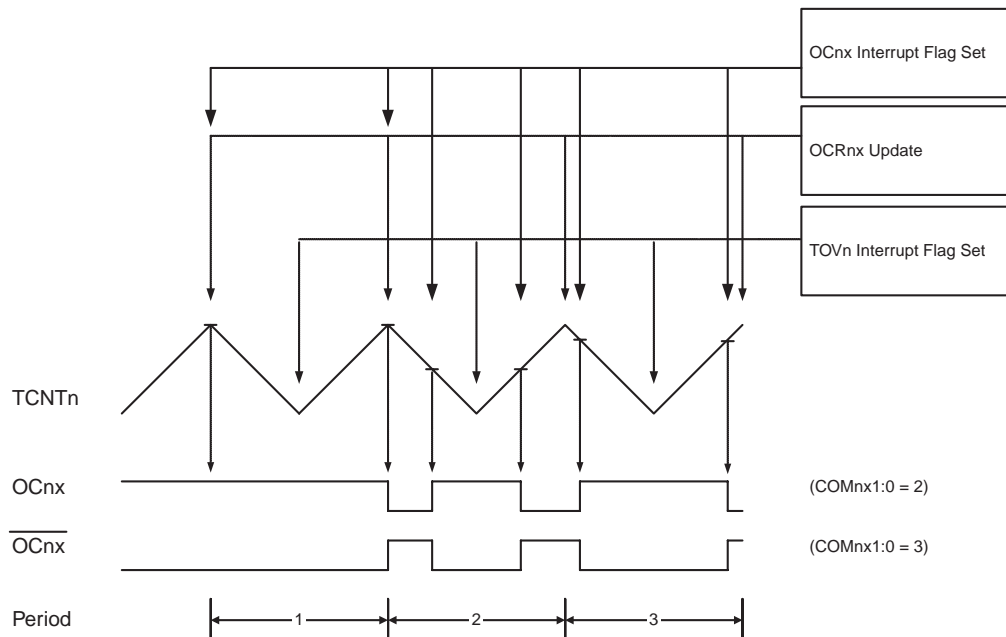 OCnx Interrupt Flag Set
OCRnx Update
TOVn Interrupt Flag Set
TCNTn
OCnx
(COMnx1:0 = 2)
OCnx
(COMnx1:0 = 3)
Period
1
2
3